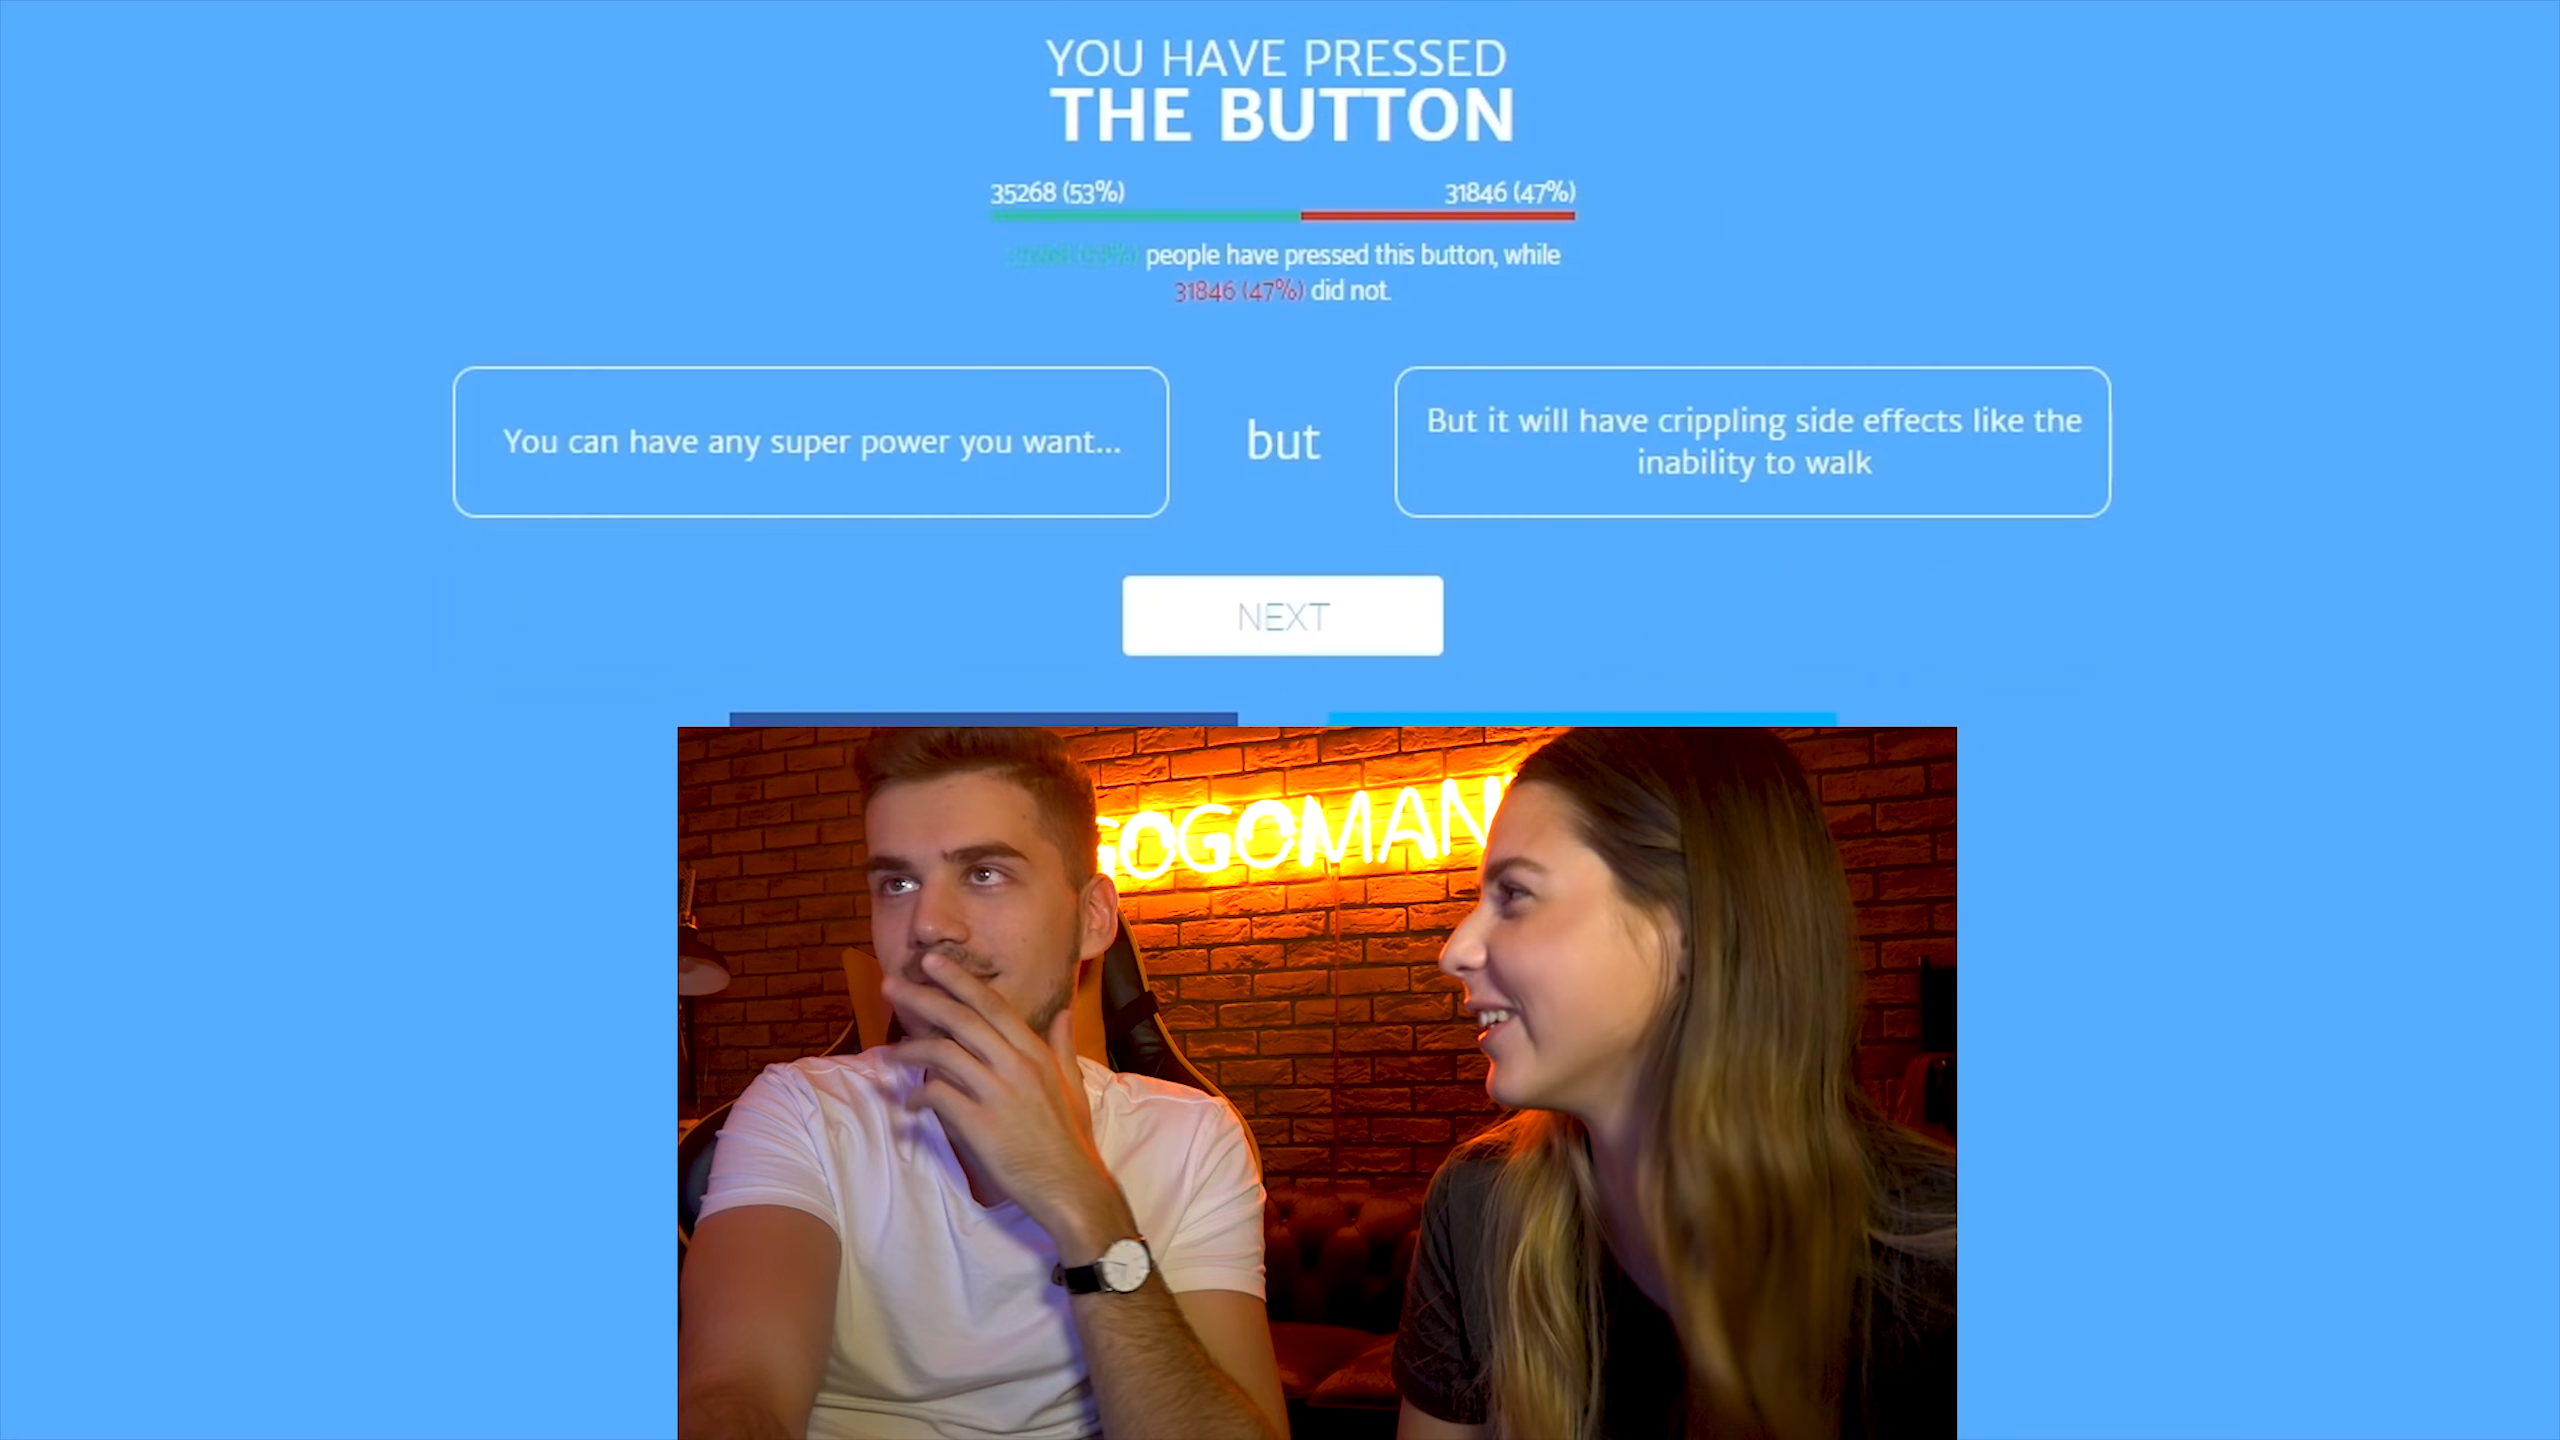 YOU HAVE PRESSED
THE BUTTON
35268 (53%) 31846 (47%)
35268 (53%) people have pressed this button, while
31846 (47%) did not.
You can have any super power you want...
but
But it will have crippling side effects like the
inability to walk
NEXT
GOGOMAN